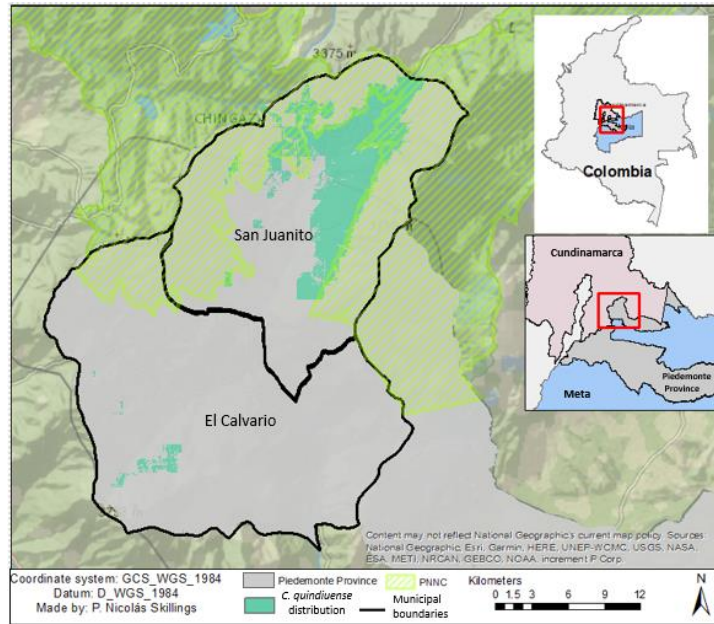 3375 m
CHINGAZA
San Juanito
El Calvario
Colombia
Cundinamarca
Piedemonte
Province
Meta
Content may not reflect National Geographic's current map policy. Sources:
National Geographic, Esri, Garmin, HERE, UNEP-WCMC, USGS, NASA,
ESA, METI, NRCAN, GEBCO, NOAA, increment P Corp.
Coordinate system: GCS_WGS_1984
Datum: D_WGS_1984
Made by: P. Nicolás Skillings
Piedemonte Province
PNNC
C. quindiuense
distribution
Municipal
boundaries
Kilometers
0 1.5 3 6 9 12
N